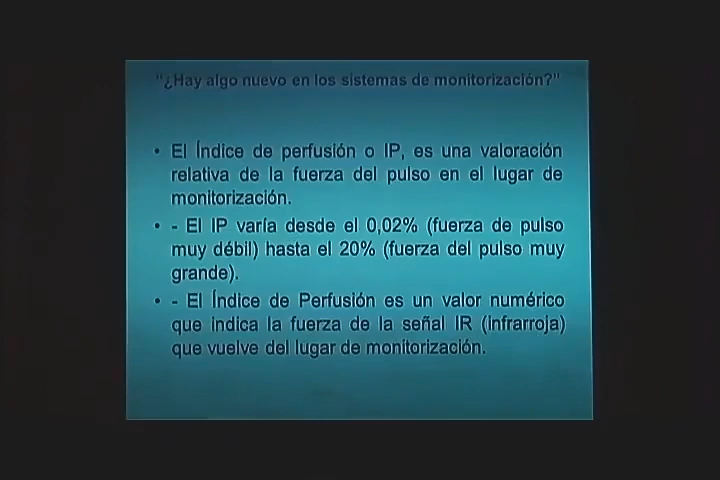 "¿Hay algo nuevo en los sistemas de monitorización?"
• El Índice de perfusión o IP, es una valoración
relativa de la fuerza del pulso en el lugar de
monitorización.
• - El IP varía desde el 0,02% (fuerza de pulso
muy débil) hasta el 20% (fuerza del pulso muy
grande).
• - El Índice de Perfusión es un valor numérico
que indica la fuerza de la señal IR (infrarroja)
que vuelve del lugar de monitorización.